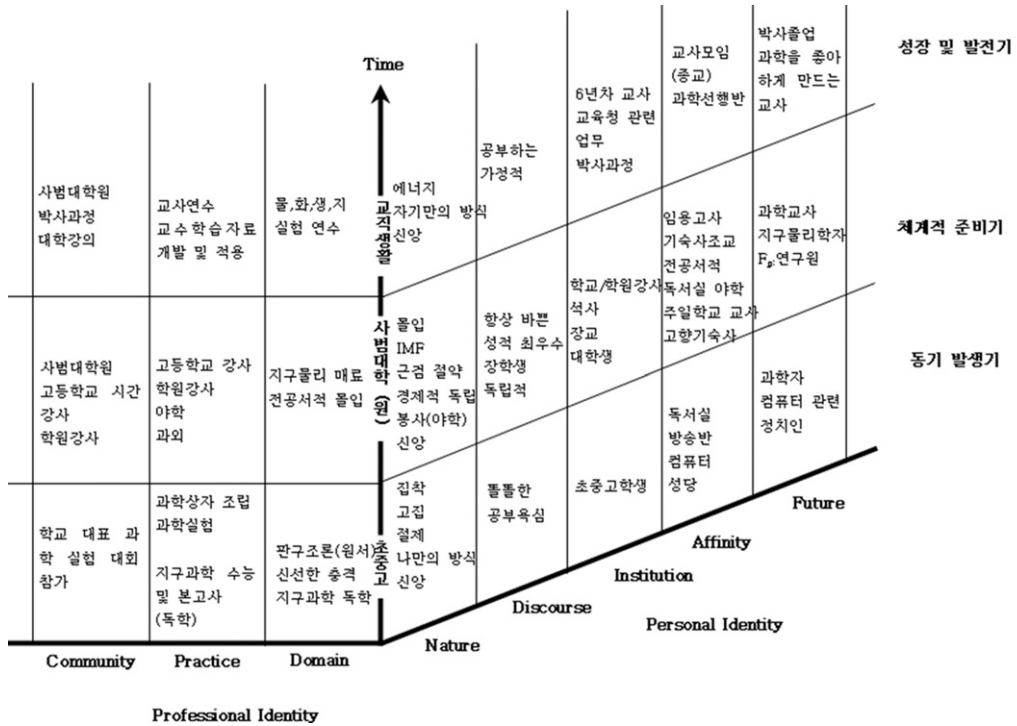 Time
성장 및 발전기
체계적 준비기
동기 발생기
교직생활
사범대학(원)
초중고
사범대학원
박사과정
대학강의
교사연수
교수학습자료
개발 및 적용
물,화,생,지
실험 연수
에너지
자기만의 방식
신앙
공부하는
가정적
6년차 교사
교육청 관련
업무
박사과정
교사모임
(종교)
과학선행반
박사졸업
과학을 좋아
하게 만드는
교사
사범대학원
고등학교 시간
강사
학원강사
고등학교 강사
학원강사
야학
과외
지구물리 매료
전공서적 몰입
몰입
IMF
근검 절약
경제적 독립
봉사(야학)
신앙
항상 바쁜
성적 최우수
장학생
독립적
학교/학원강사
석사
장교
대학생
임용고사
기숙사조교
전공서적
독서실 야학
주일학교 교사
고향기숙사
과학교사
지구물리학자
:연구원
학교 대표 과
학 실험 대회
참가
과학상자 조립
과학실험
지구과학 수능
및 본고사
(독학)
판구조론(원서)
신선한 충격
지구과학 독학
집착
고집
절제
나만의 방식
신앙
똘똘한
공부욕심
초중고학생
독서실
방송반
컴퓨터
성당
과학자
컴퓨터 관련
정치인
Community
Practice
Domain
Nature
Discourse
Institution
Affinity
Future
Professional Identity
Personal Identity